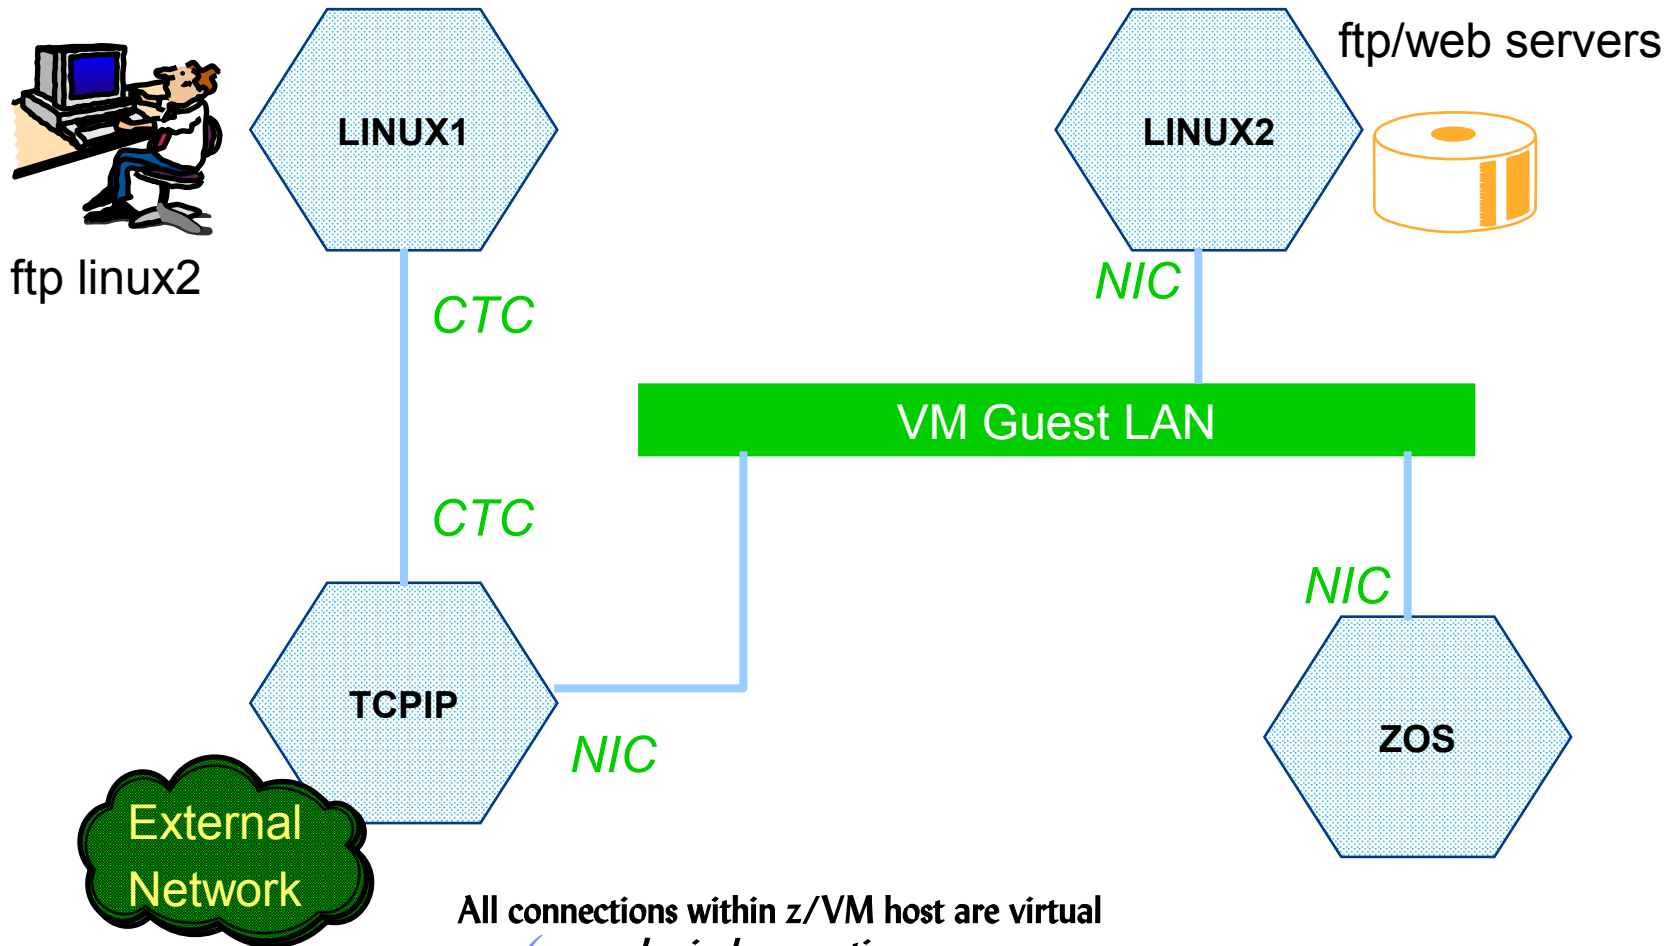 ftp/web servers
LINUX1
LINUX2
ftp linux2
NIC
CTC
VM Guest LAN
CTC
NIC
TCPIP
ZOS
NIC
External
Network
All connections within z/VM host are virtual